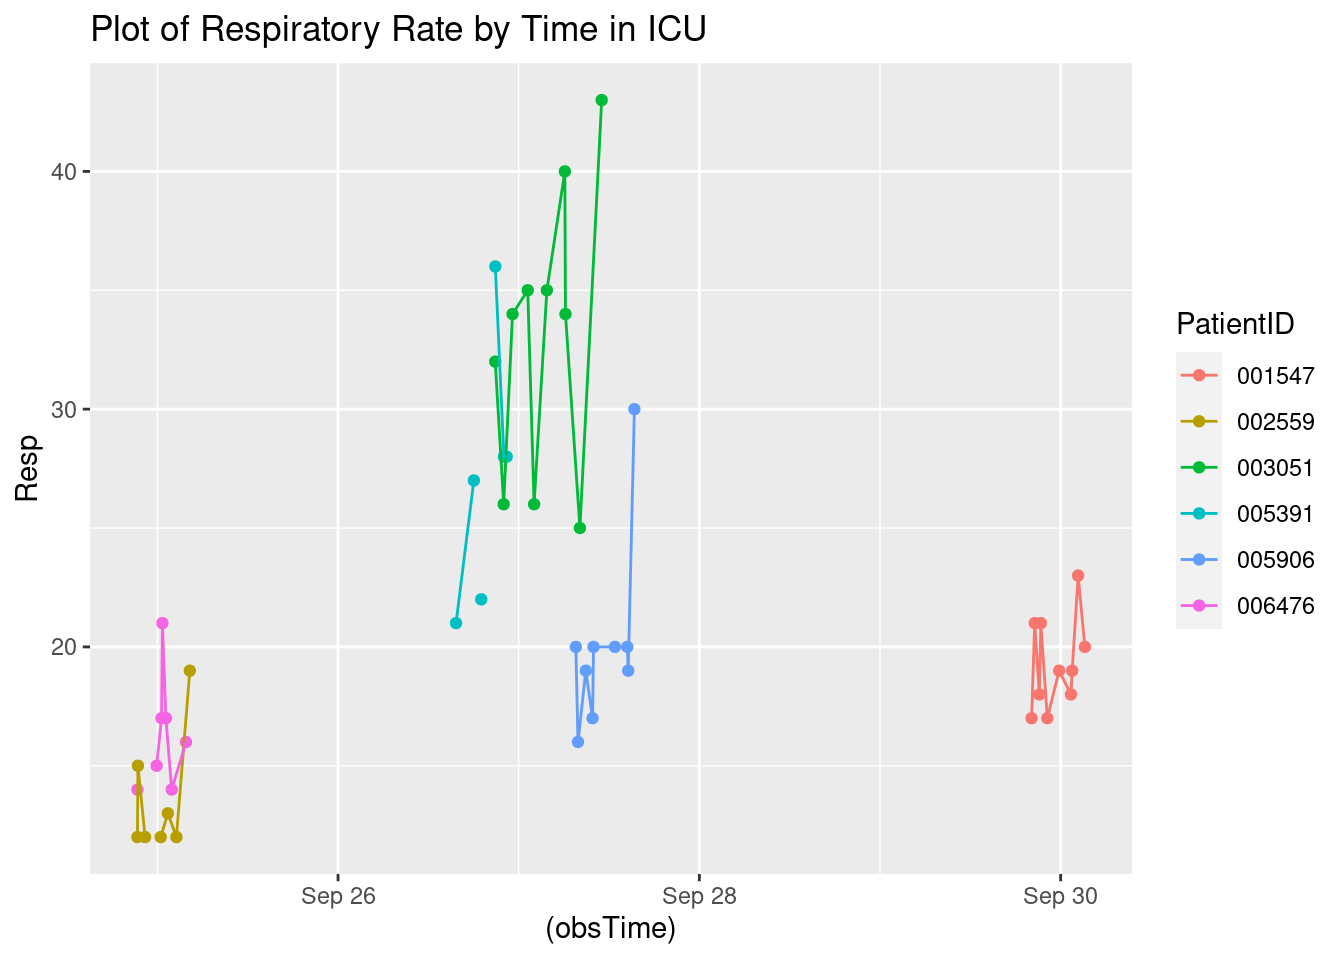 Plot of Respiratory Rate by Time in ICU
40
30
20
Resp
Sep 26
Sep 28
Sep 30
(obsTime)
PatientID
001547
002559
003051
005391
005906
006476